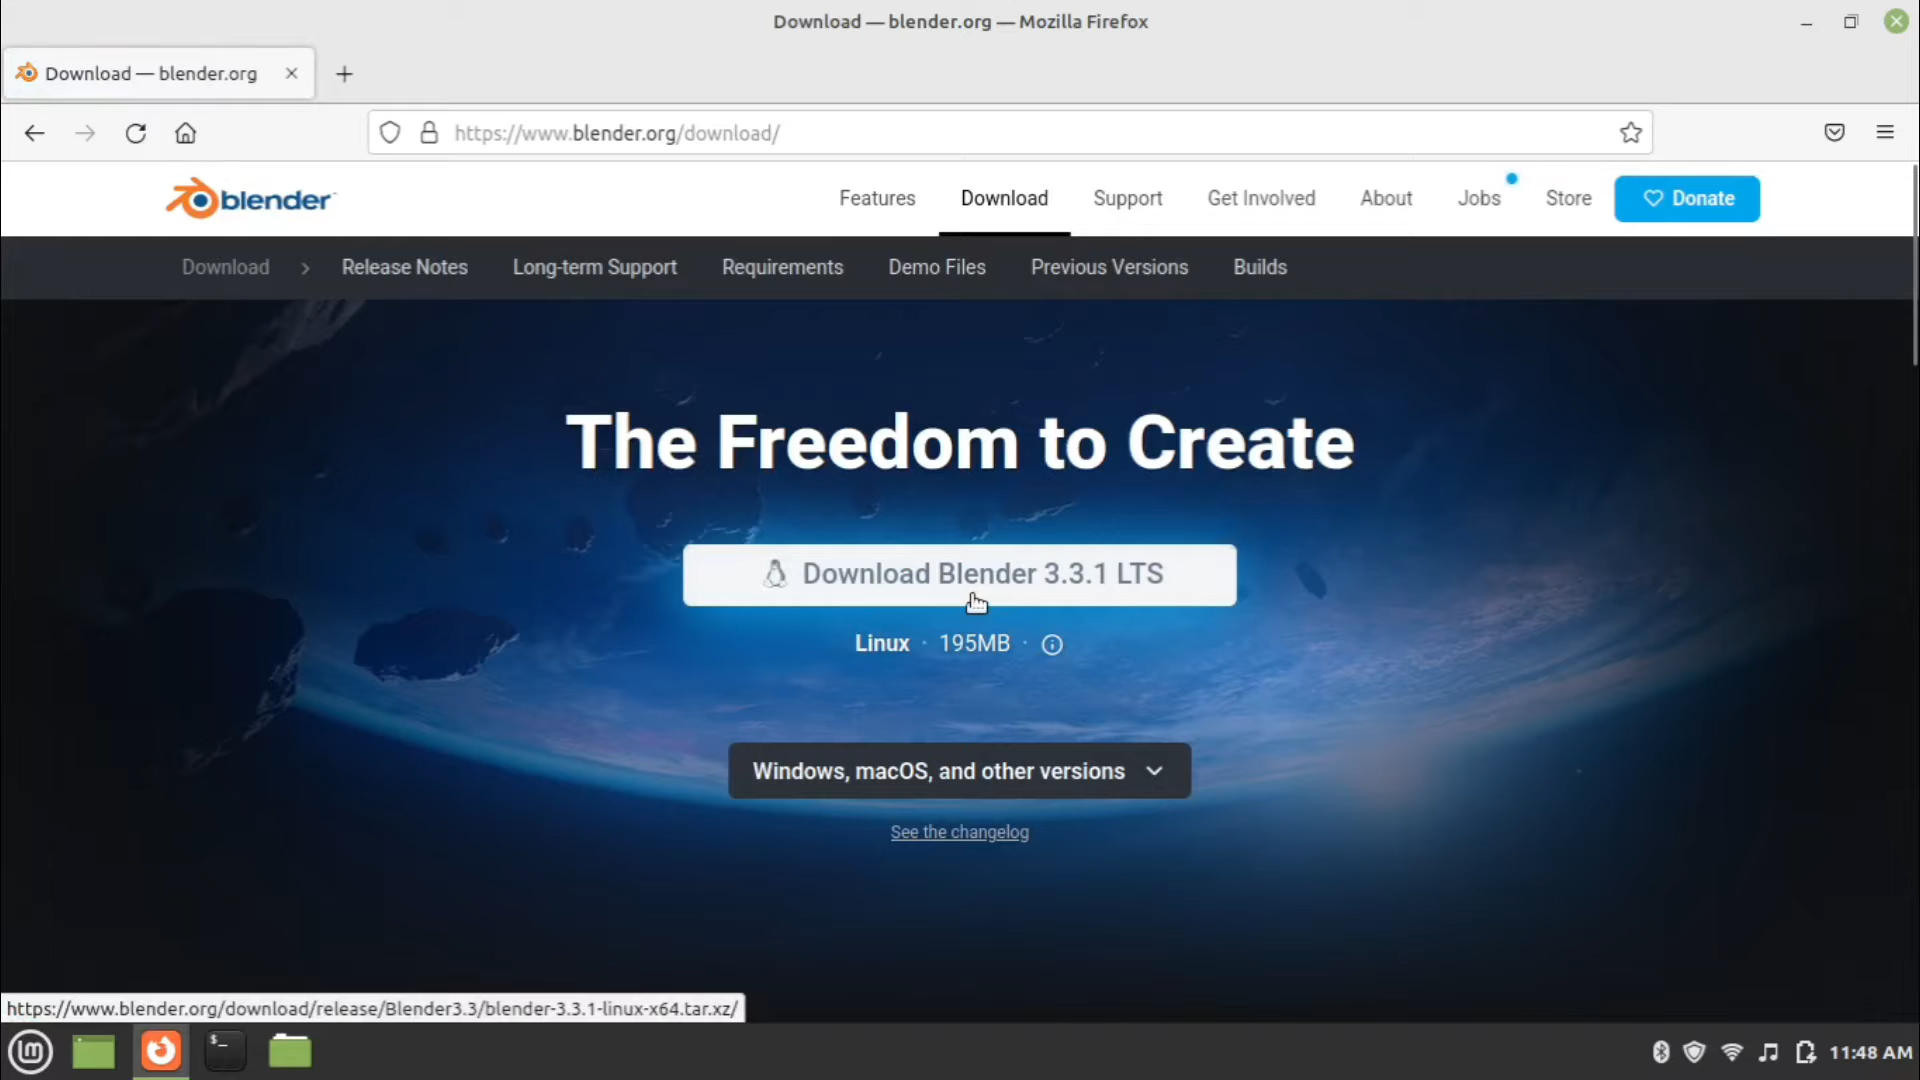 Download — blender.org — Mozilla Firefox
Download — blender.org
https://www.blender.org/download/
blender
Features Download Support Get Involved About Jobs Store Donate
Download Release Notes Long-term Support Requirements Demo Files Previous Versions Builds
The Freedom to Create
Download Blender 3.3.1 LTS
Linux · 195MB ·
Windows, macOS, and other versions
See the changelog
https://www.blender.org/download/release/Blender3.3/blender-3.3.1-linux-x64.tar.xz/
$_
11:48 AM